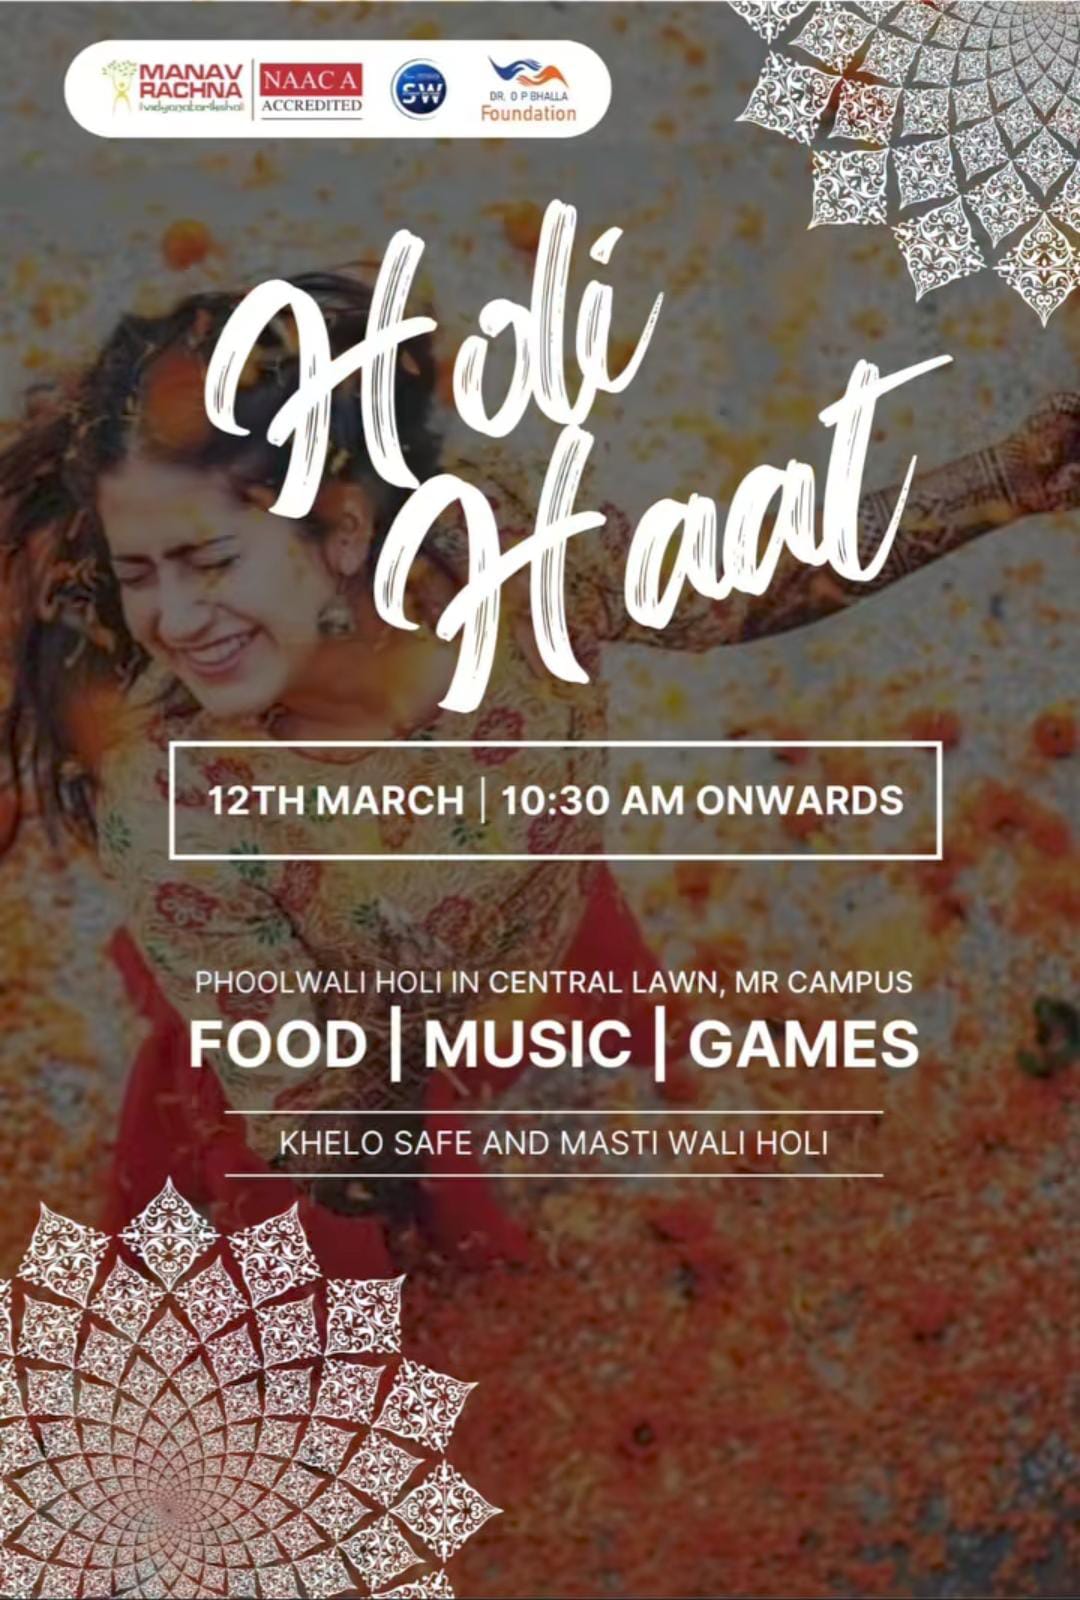 MANAV
RACHNA
vidyanatariksha
NAAC A
ACCREDITED
SW
DR. O P BHALLA
Foundation
Holi
Haat
12TH MARCH | 10:30 AM ONWARDS
PHOOLWALI HOLI IN CENTRAL LAWN, MR CAMPUS
FOOD | MUSIC | GAMES
KHELO SAFE AND MASTI WALI HOLI